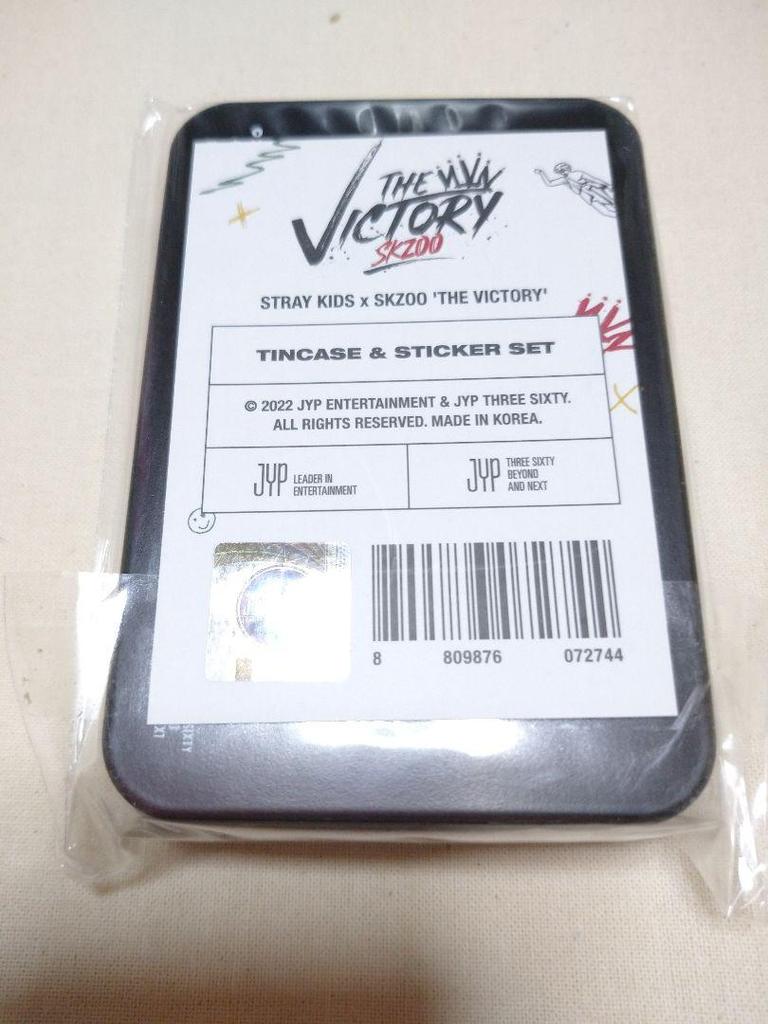 THE
VICTORY
SKZOO
STRAY KIDS x SKZOO 'THE VICTORY'
TINCASE & STICKER SET
© 2022 JYP ENTERTAINMENT & JYP THREE SIXTY.
ALL RIGHTS RESERVED. MADE IN KOREA.
JYP LEADER IN
ENTERTAINMENT
JYP THREE SIXTY
BEYOND
AND NEXT
8 809876 072744
SIXTY